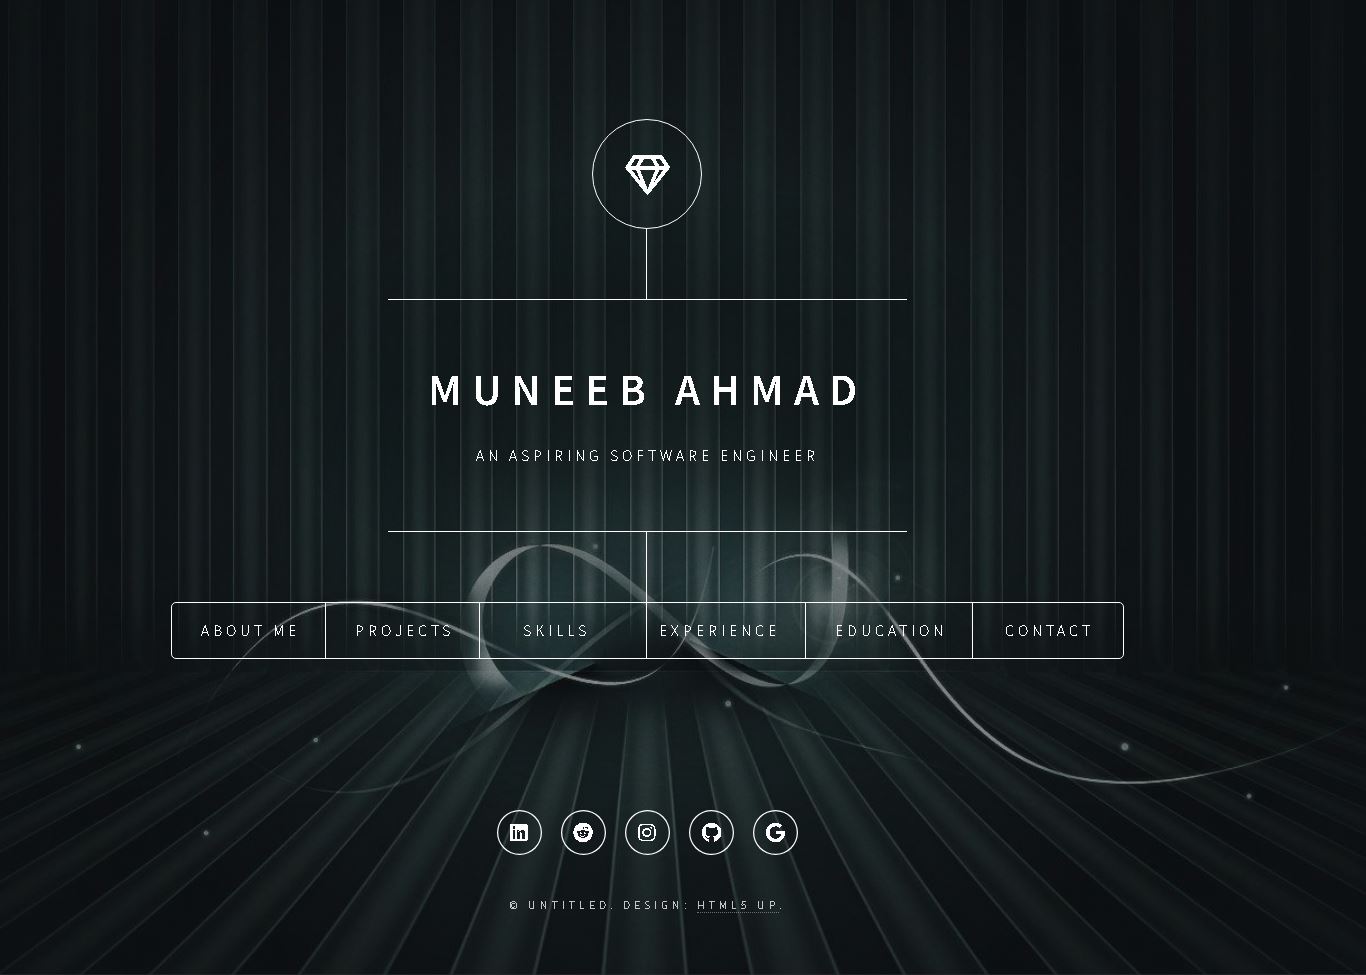 MUNEEB AHMAD
AN ASPIRING SOFTWARE ENGINEER
ABOUT ME PROJECTS SKILLS EXPERIENCE EDUCATION CONTACT
© UNTITLED. DESIGN: HTML5 UP.